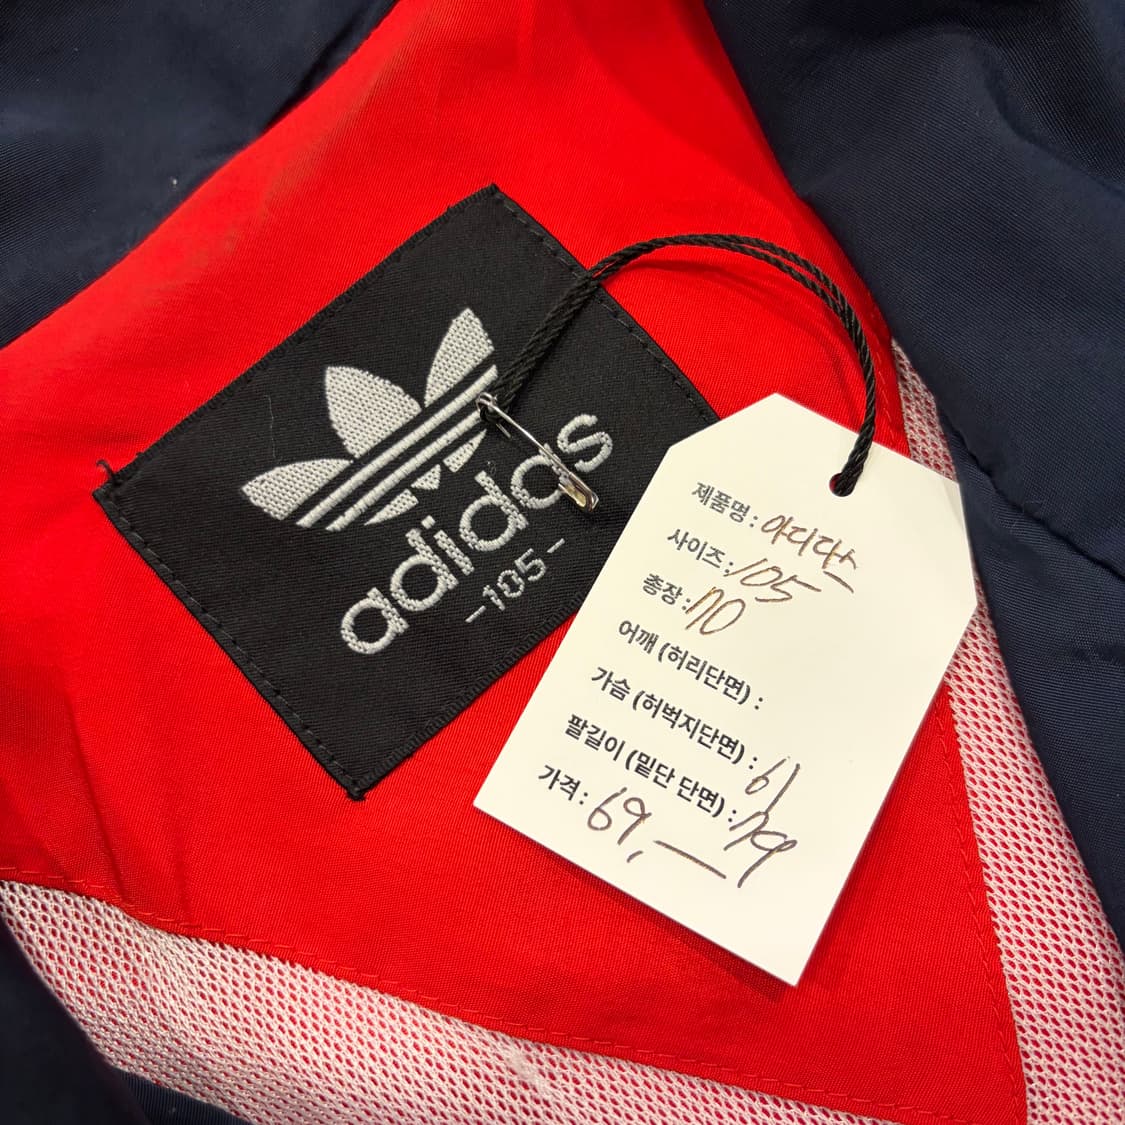 adidas
-105-
제품명 : 아디다스
사이즈 : 105
총장 : 70
어깨 (허리단면) :
가슴 (허벅지단면) : 61
팔길이 (밑단 단면) : 79
가격 : 69,—